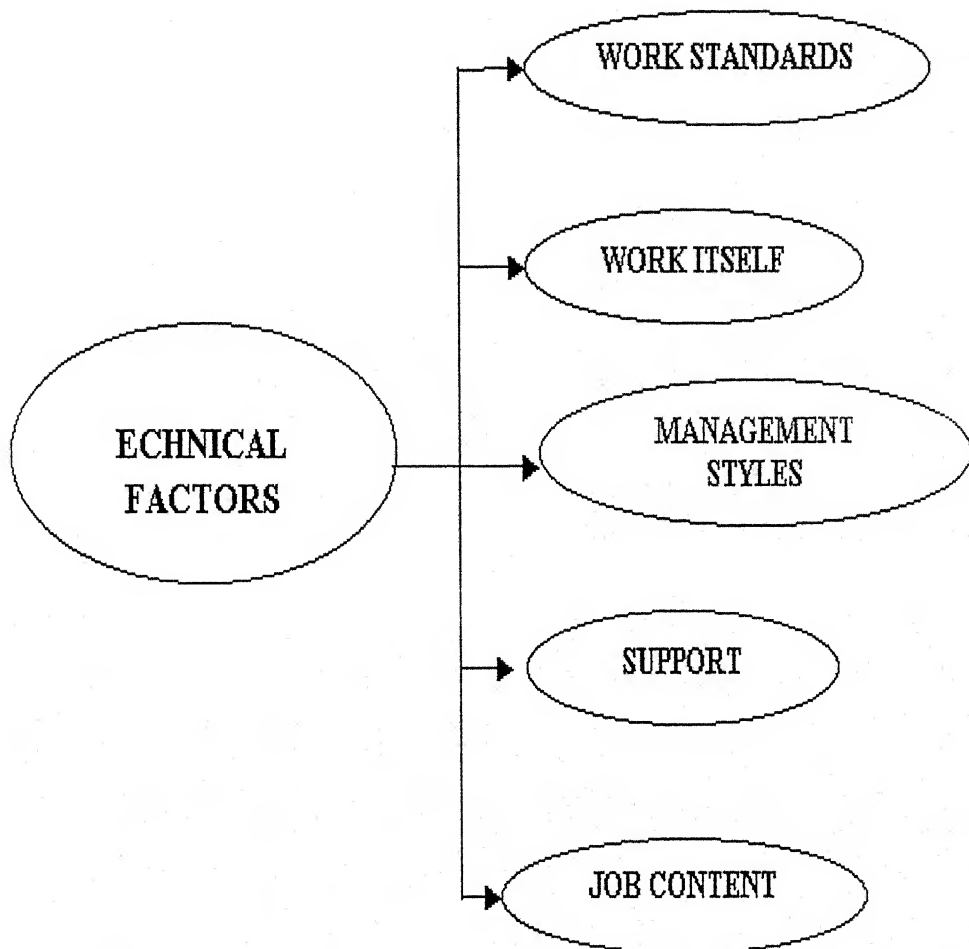 WORK STANDARDS
WORK ITSELF
ECHNICAL
FACTORS
MANAGEMENT
STYLES
SUPPORT
JOB CONTENT